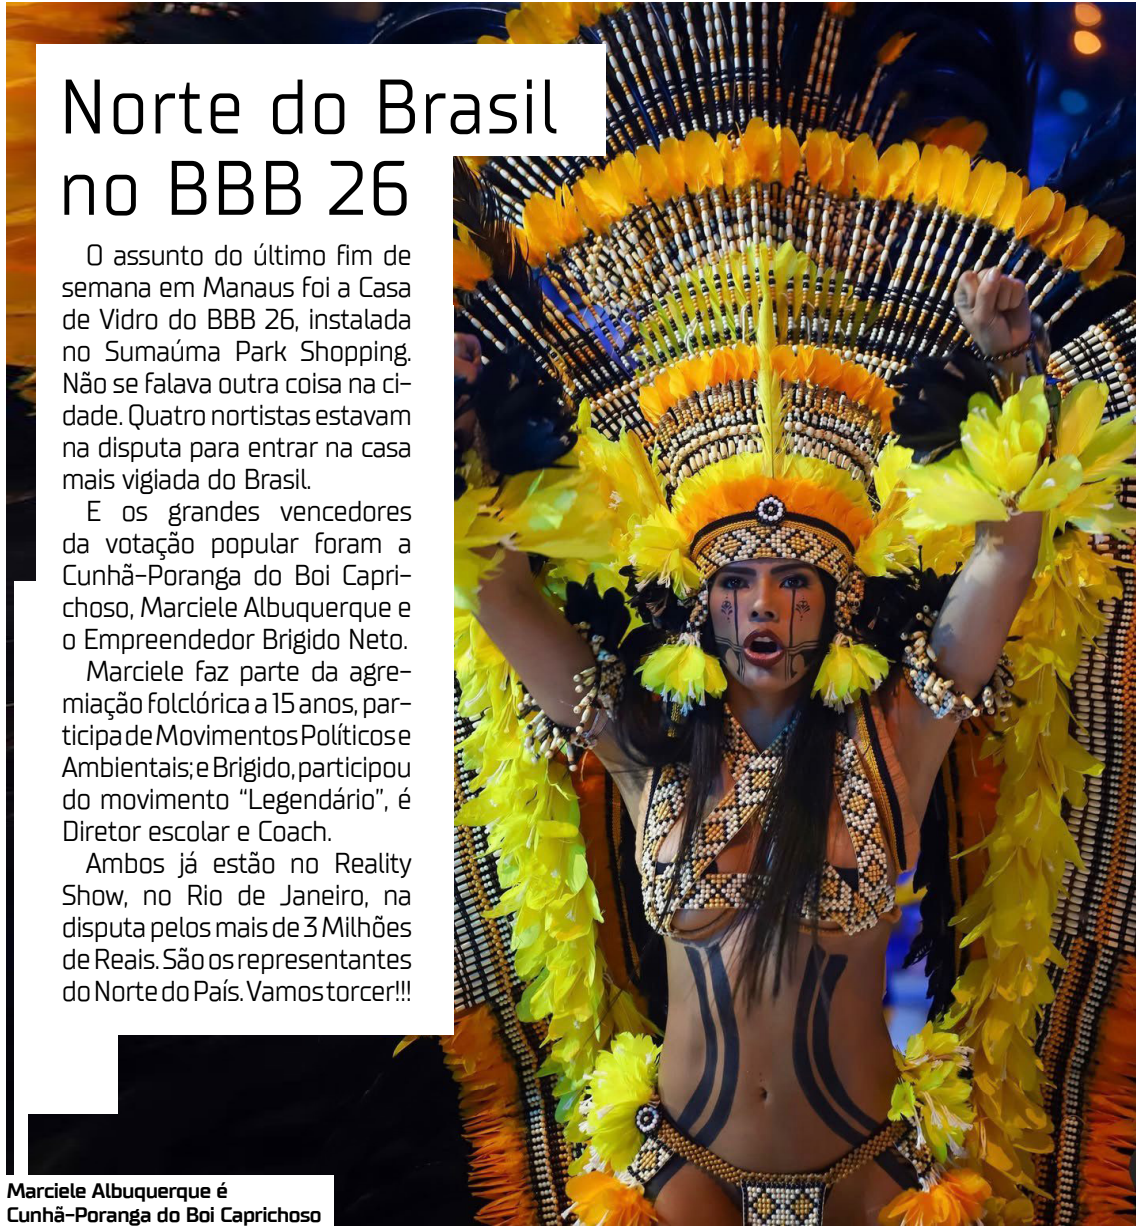 Norte do Brasil
no BBB 26
O assunto do último fim de
semana em Manaus foi a Casa
de Vidro do BBB 26, instalada
no Sumaúma Park Shopping.
Não se falava outra coisa na ci-
dade. Quatro nortistas estavam
na disputa para entrar na casa
mais vigiada do Brasil.
E os grandes vencedores
da votação popular foram a
Cunhã-Poranga do Boi Capri-
choso, Marciele Albuquerque e
o Empreendedor Brigido Neto.
Marciele faz parte da agre-
miação folclórica a 15 anos, par-
ticipa de Movimentos Políticos e
Ambientais; e Brigido, participou
do movimento “Legendário”, é
Diretor escolar e Coach.
Ambos já estão no Reality
Show, no Rio de Janeiro, na
disputa pelos mais de 3 Milhões
de Reais. São os representantes
do Norte do País. Vamos torcer!!!
Marciele Albuquerque é
Cunhã-Poranga do Boi Caprichoso